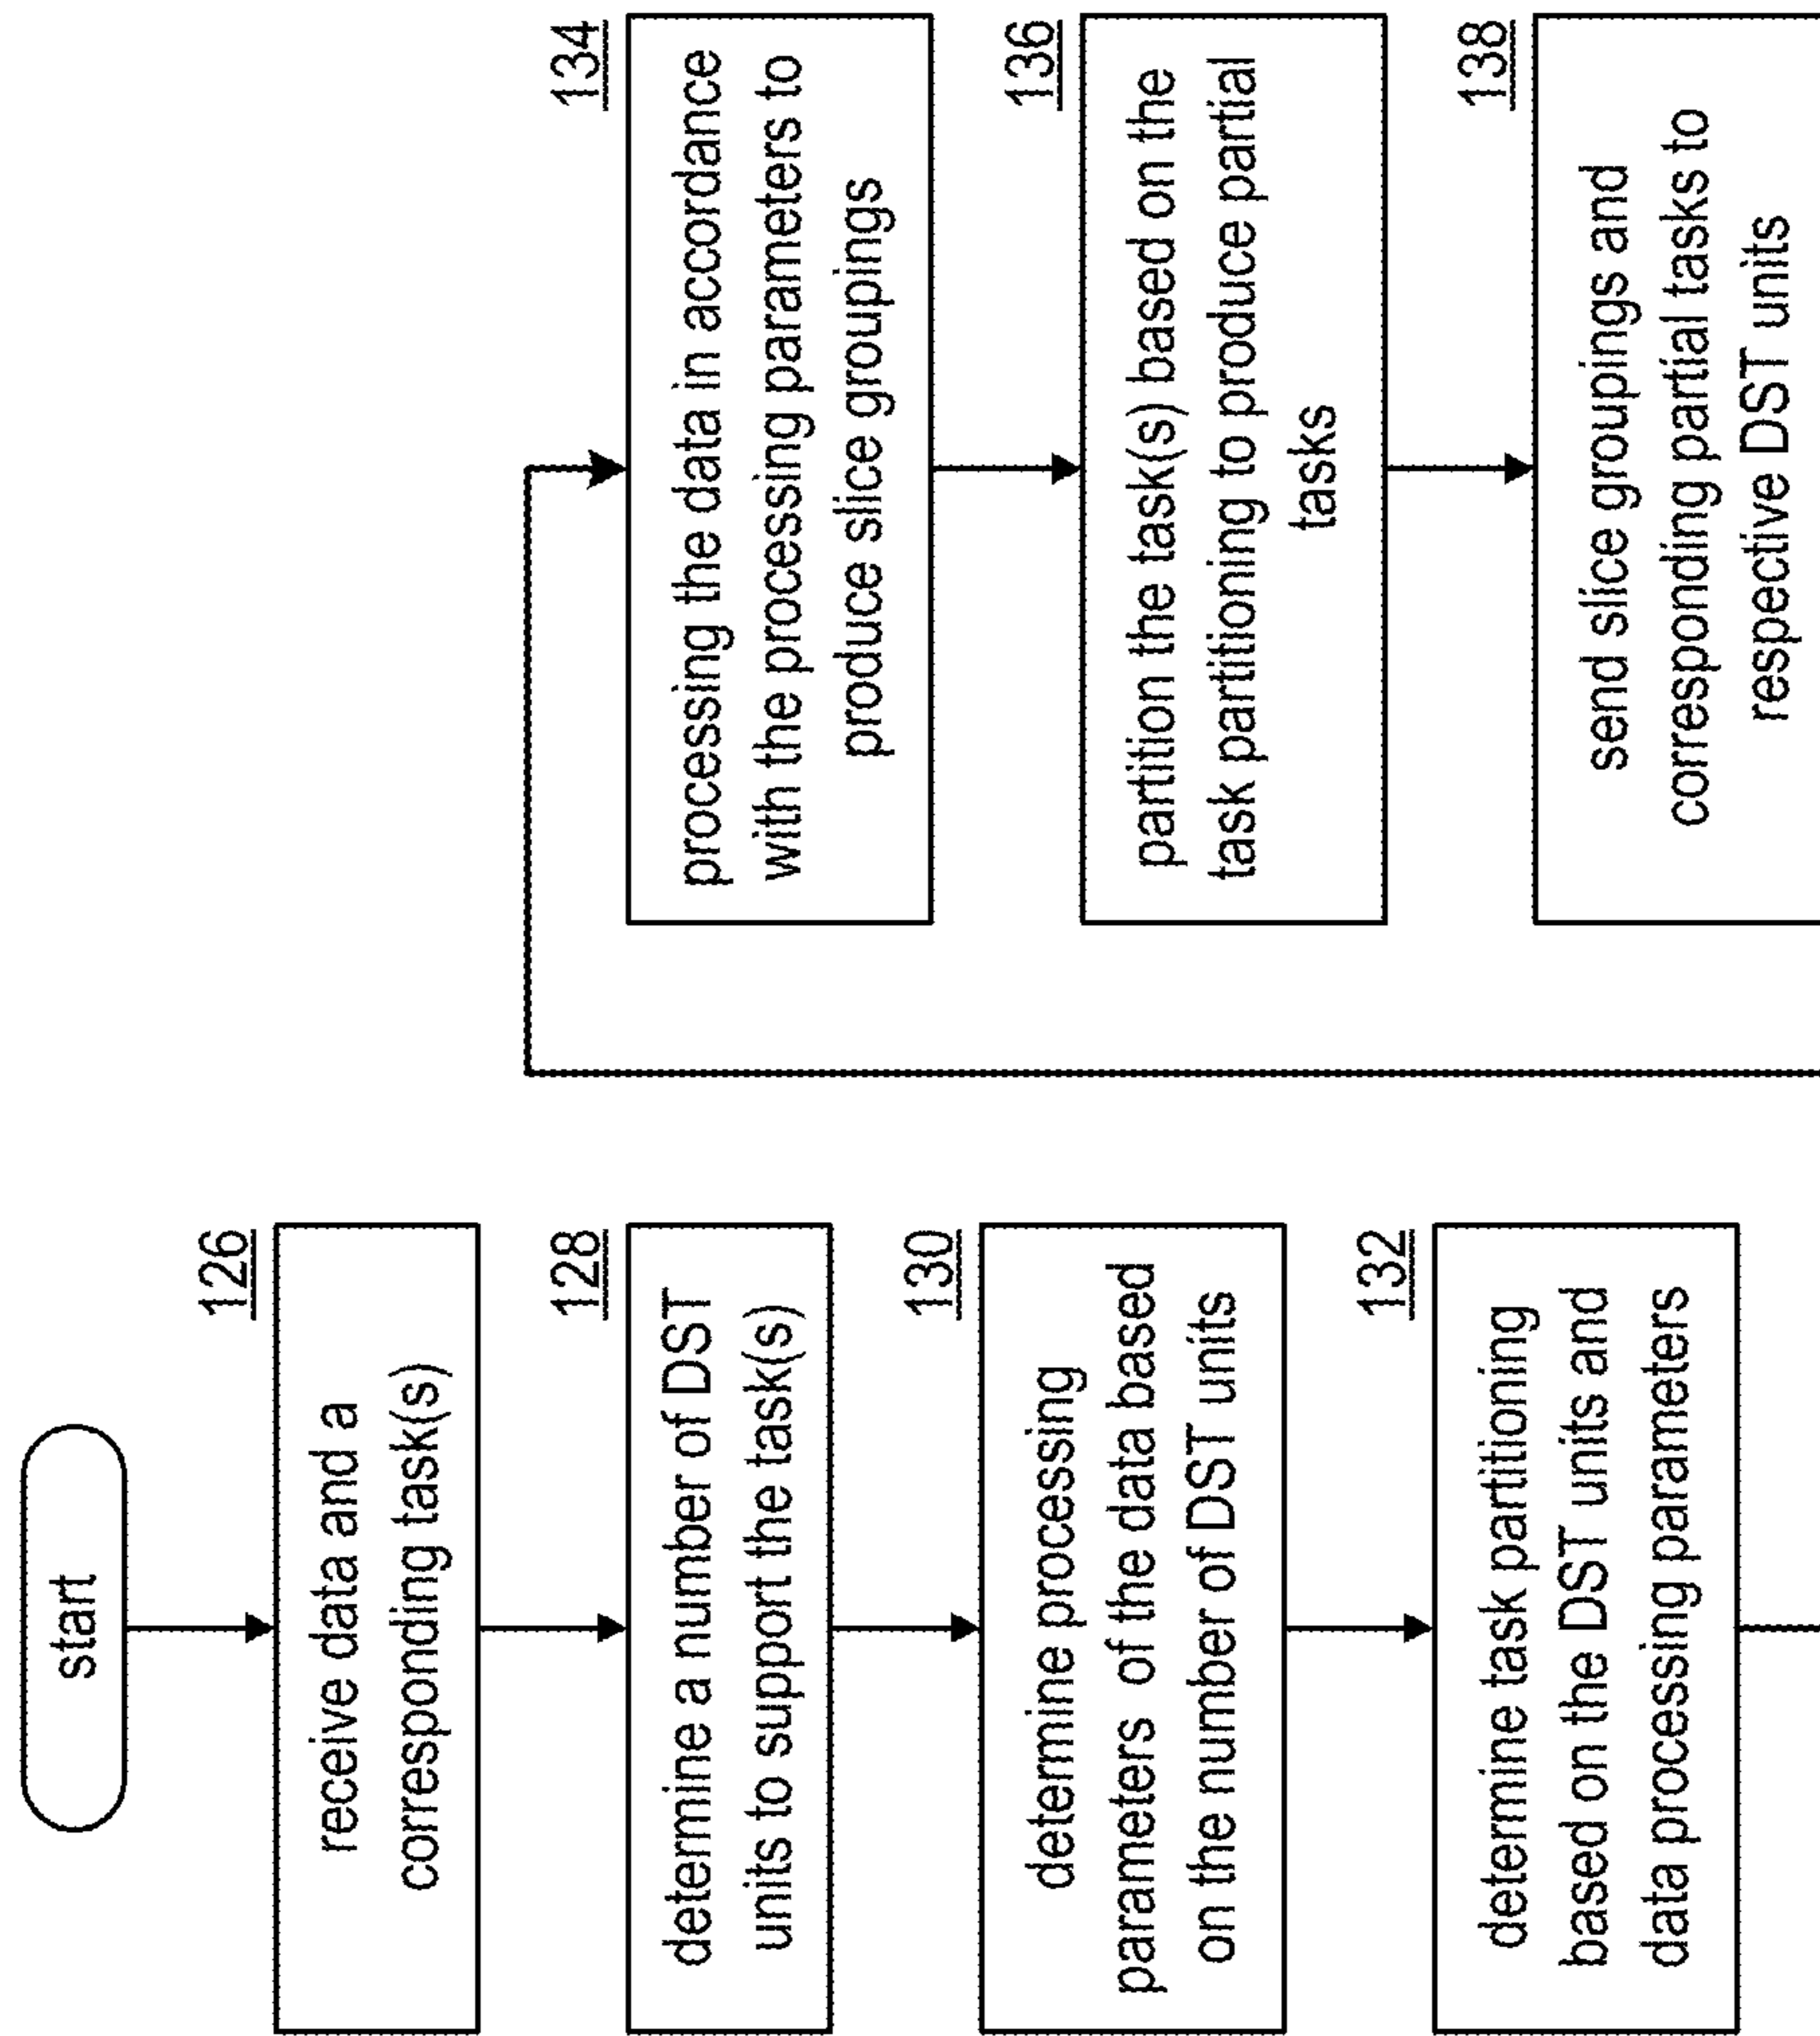 start
126
receive data and a
corresponding task(s)
128
determine a number of DST
units to support the task(s)
130
determine processing
parameters of the data based
on the number of DST units
132
determine task partitioning
based on the DST units and
data processing parameters
134
processing the data in accordance
with the processing parameters to
produce slice groupings
136
partition the task(s) based on the
task partitioning to produce partial
tasks
138
send slice groupings and
corresponding partial tasks to
respective DST units